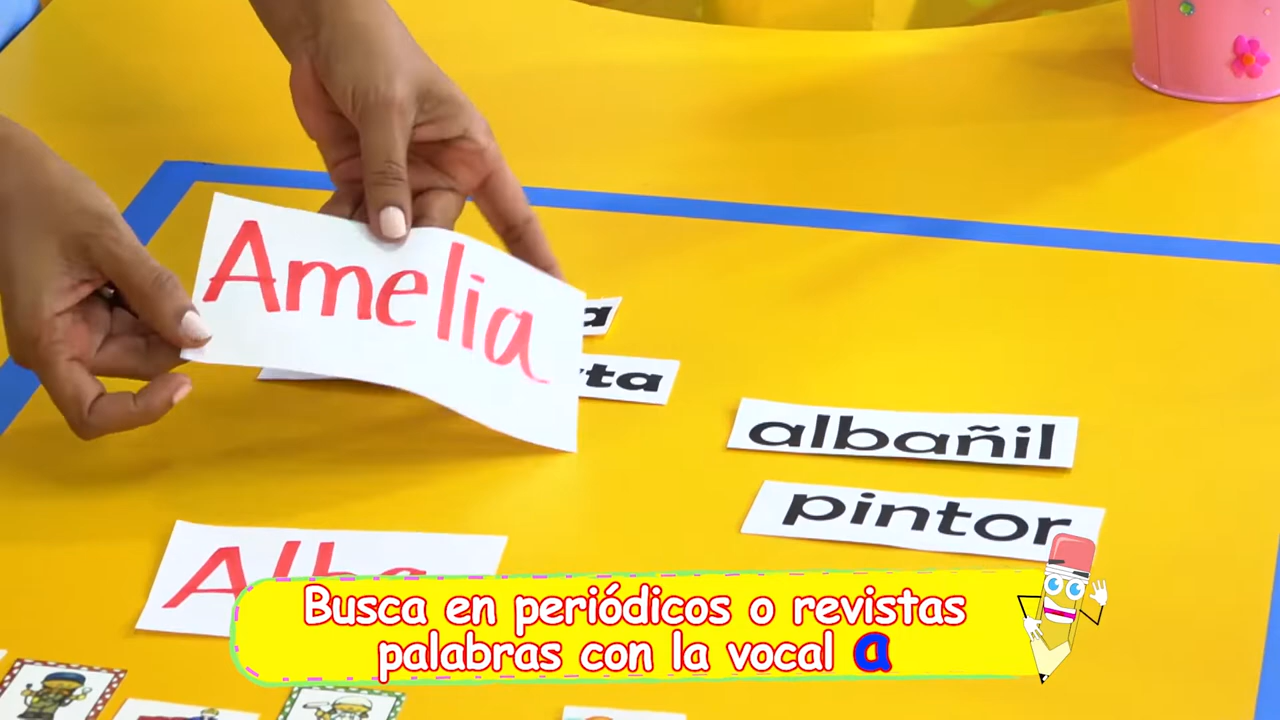 Amelia
albañil
pintor
Busca en periódicos o revistas
palabras con la vocal a